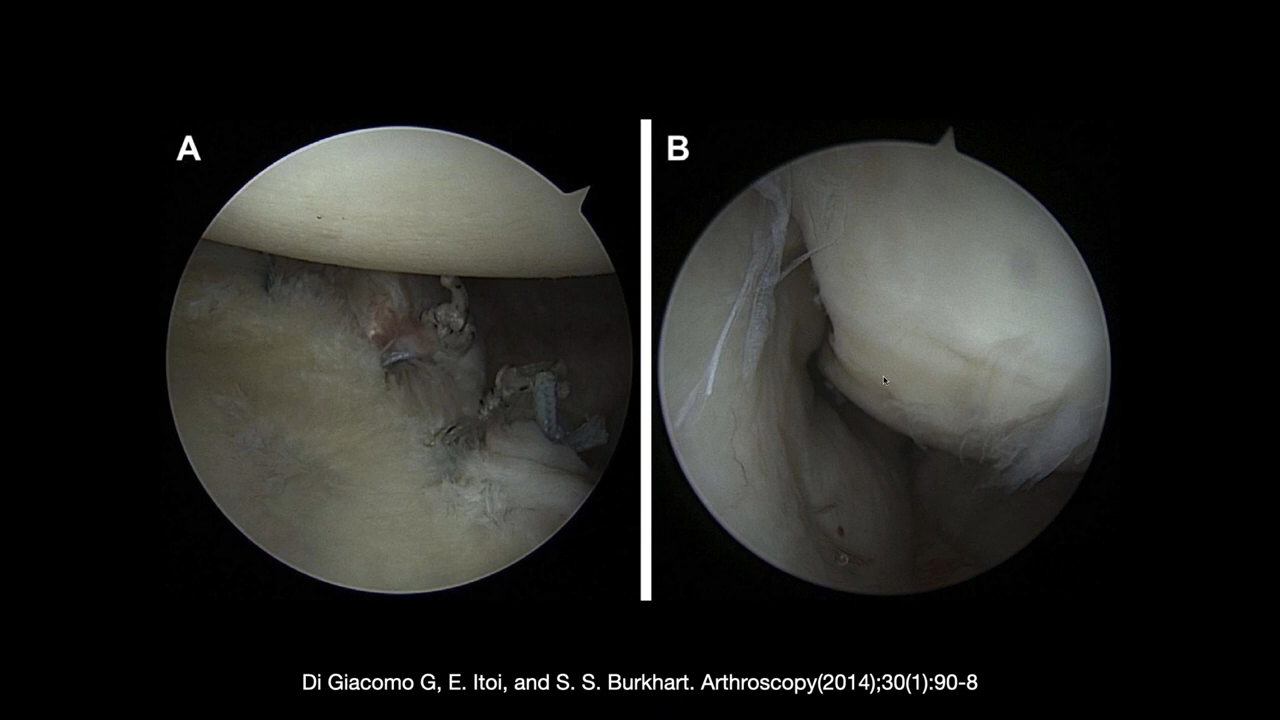 A
B
Di Giacomo G, E. Itoi, and S. S. Burkhart. Arthroscopy(2014);30(1):90-8